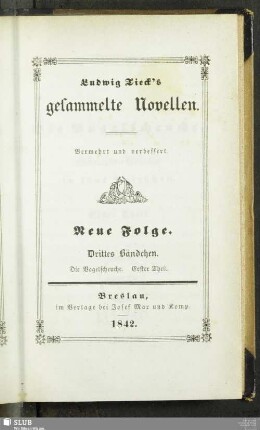 Ludwig Tieck's
gesammelte Novellen.
Vermehrt und verbessert.
Neue Folge.
Drittes Bändchen.
Die Vogelscheuche. Erster Theil.
Breslau,
im Verlage bei Josef Max und Komp.
1842.
SLUB